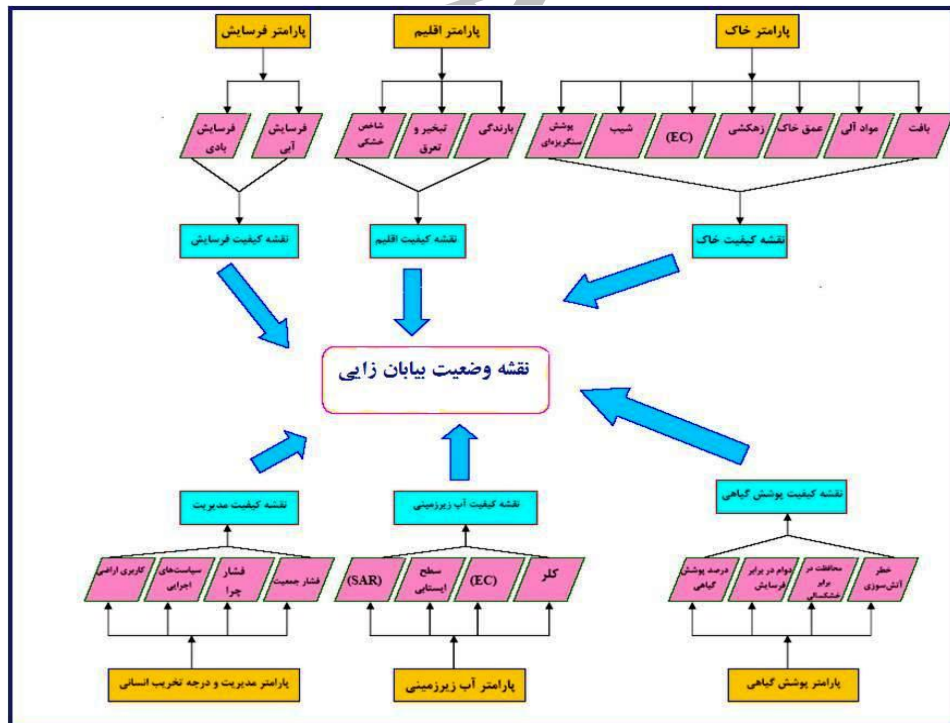 پارامتر خاک
پارامتر اقلیم
پارامتر فرسایش
بافت
مواد آلی
عمق خاک
زهکشی
(EC)
شیب
پوشش
سنگریزه‌ای
بارندگی
تبخیر و
تعرق
شاخص
خشکی
فرسایش
آبی
فرسایش
بادی
نقشه کیفیت خاک
نقشه کیفیت اقلیم
نقشه کیفیت فرسایش
نقشه وضعیت بیابان زایی
نقشه کیفیت پوشش گیاهی
نقشه کیفیت آب زیرزمینی
نقشه کیفیت مدیریت
خطر
آتش‌سوزی
محافظت در
برابر
خشکسالی
دوام در برابر
فرسایش
درصد پوشش
گیاهی
کلر
(EC)
سطح
ایستابی
(SAR)
فشار جمعیت
فشار
چرا
سیاست‌های
اجرایی
کاربری اراضی
پارامتر پوشش گیاهی
پارامتر آب زیرزمینی
پارامتر مدیریت و درجه تخریب انسانی